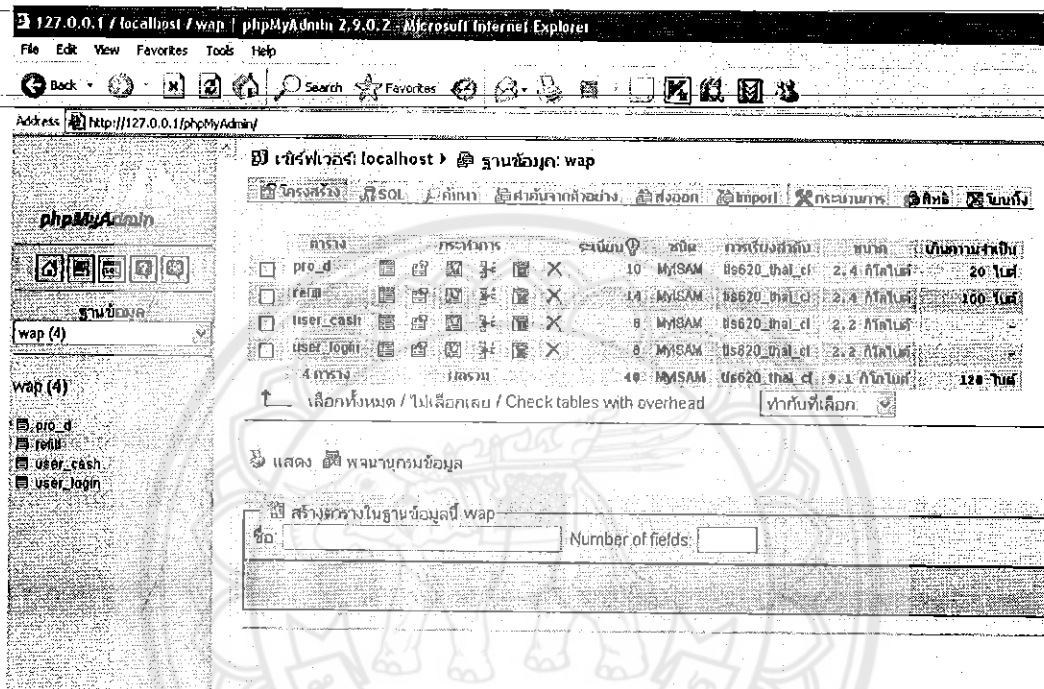 127.0.0.1 / localhost / wap | phpMyAdmin 2.9.0.2 - Microsoft Internet Explorer
File Edit View Favorites Tools Help
Back Search Favorites
Address http://127.0.0.1/phpMyAdmin/
เซิร์ฟเวอร์: localhost ฐานข้อมูล: wap
โครงสร้าง SQL ค้นหา คำค้นจากตัวอย่าง ส่งออก Import กระบวนการ สิทธิ โยนทิ้ง
phpMyAdmin
ตาราง กระทำการ ระเบียน ชนิด การเรียงลำดับ ขนาด เกินความจำเป็น
pro_d 10 MyISAM tis620_thai_ci 2.4 กิโลไบต์ 20 ไบต์
refill 14 MyISAM tis620_thai_ci 2.4 กิโลไบต์ 100 ไบต์
user_cash 8 MyISAM tis620_thai_ci 2.2 กิโลไบต์ -
user_login 8 MyISAM tis620_thai_ci 2.2 กิโลไบต์ -
4 ตาราง ผลรวม 40 MyISAM tis620_thai_ci 9.1 กิโลไบต์ 120 ไบต์
เลือกทั้งหมด / ไม่เลือกเลย / Check tables with overhead ทำกับที่เลือก:
ฐานข้อมูล
wap (4)
wap (4)
pro_d
refill
user_cash
user_login
แสดง พจนานุกรมข้อมูล
สร้างตารางในฐานข้อมูลนี้ wap
ชื่อ: Number of fields: